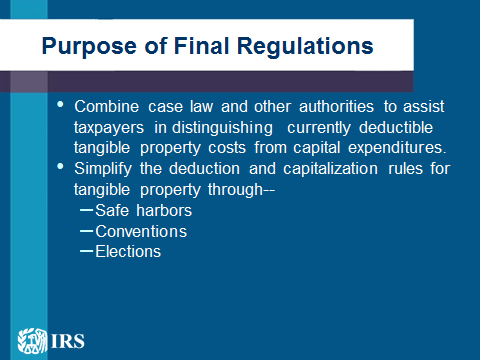 Purpose of Final Regulations
• Combine case law and other authorities to assist
taxpayers in distinguishing currently deductible
tangible property costs from capital expenditures.
• Simplify the deduction and capitalization rules for
tangible property through--
—Safe harbors
—Conventions
—Elections
IRS